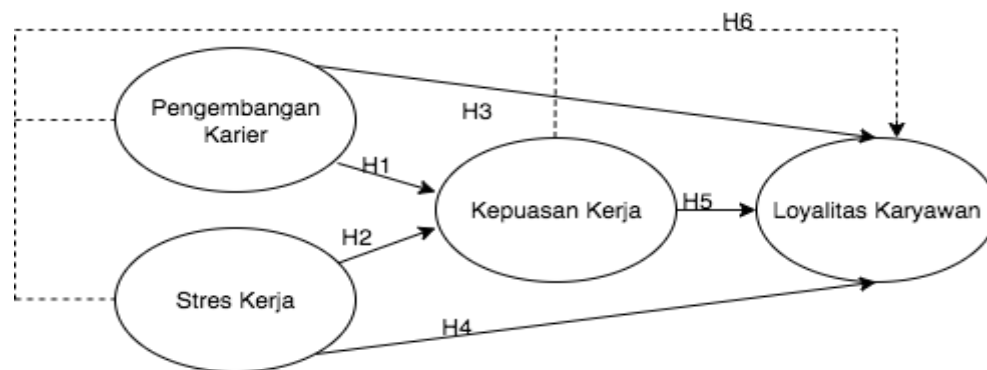 H6
Pengembangan
Karier
H3
H1
Kepuasan Kerja
H5
Loyalitas Karyawan
H2
Stres Kerja
H4